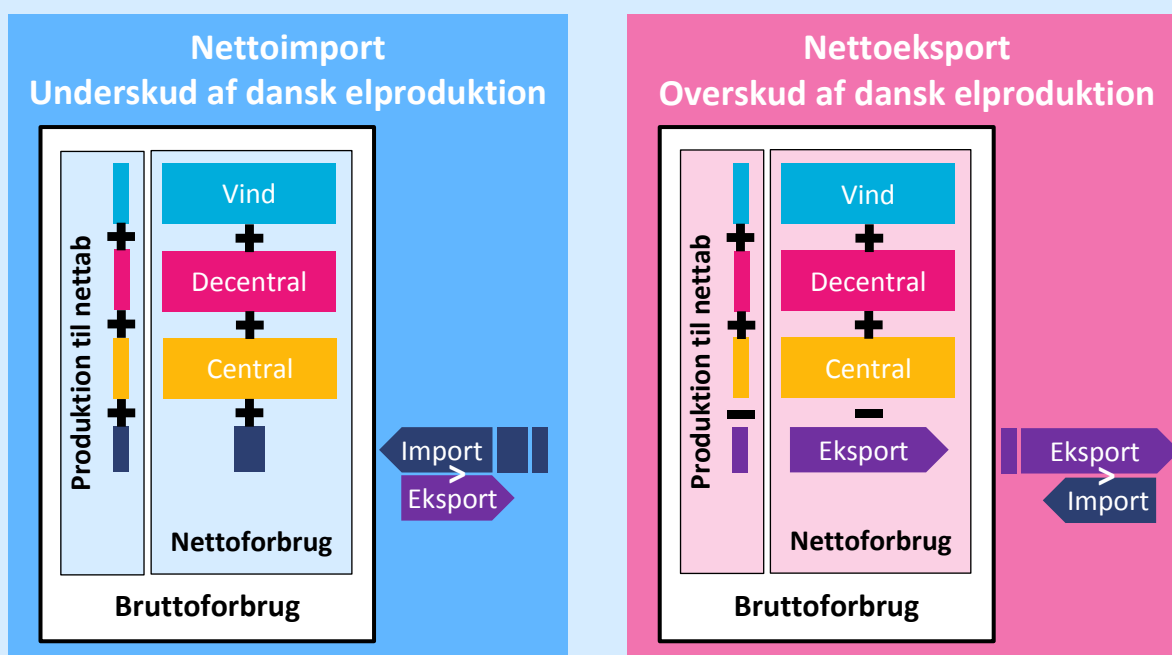 Nettoimport
Underskud af dansk elproduktion
Produktion til nettab
+
+
+
Vind
+
Decentral
+
Central
+
Nettoforbrug
Bruttoforbrug
Import
>
Eksport
Nettoeksport
Overskud af dansk elproduktion
Produktion til nettab
+
+
-
Vind
+
Decentral
+
Central
-
Eksport
Nettoforbrug
Bruttoforbrug
Eksport
>
Import